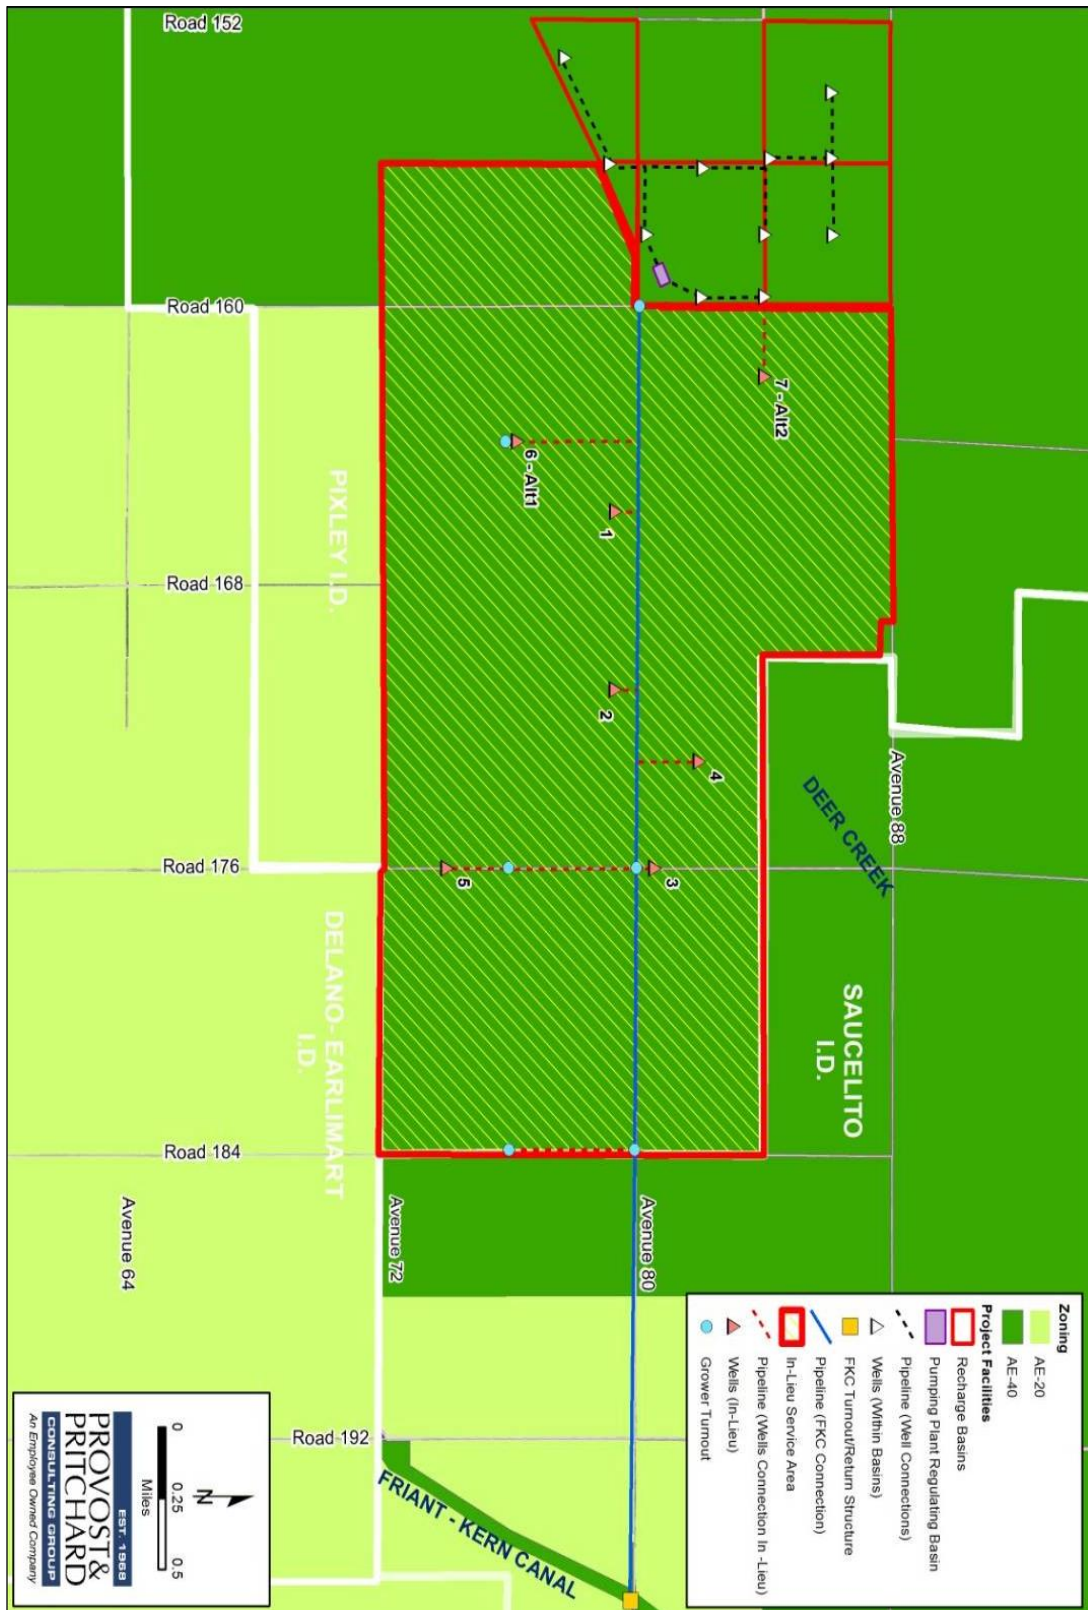 Road 152
Road 160
Road 168
Road 176
Road 184
Road 192
Avenue 64
Avenue 72
Avenue 80
Avenue 88
PIXLEY I.D.
DELANO- EARLIMART
I.D.
SAUCELITO
I.D.
DEER CREEK
FRIANT - KERN CANAL
7 - Alt2
6 - Alt1
1
2
4
3
5
Zoning
AE-20
AE-40
Project Facilities
Recharge Basins
Pumping Plant Regulating Basin
Pipeline (Well Connections)
Wells (Within Basins)
FKC Turnout/Return Structure
Pipeline (FKC Connection)
In-Lieu Service Area
Pipeline (Wells Connection In -Lieu)
Wells (In-Lieu)
Grower Turnout
N
0 0.25 0.5
Miles
EST. 1968
PROVOST&
PRITCHARD
CONSULTING GROUP
An Employee Owned Company